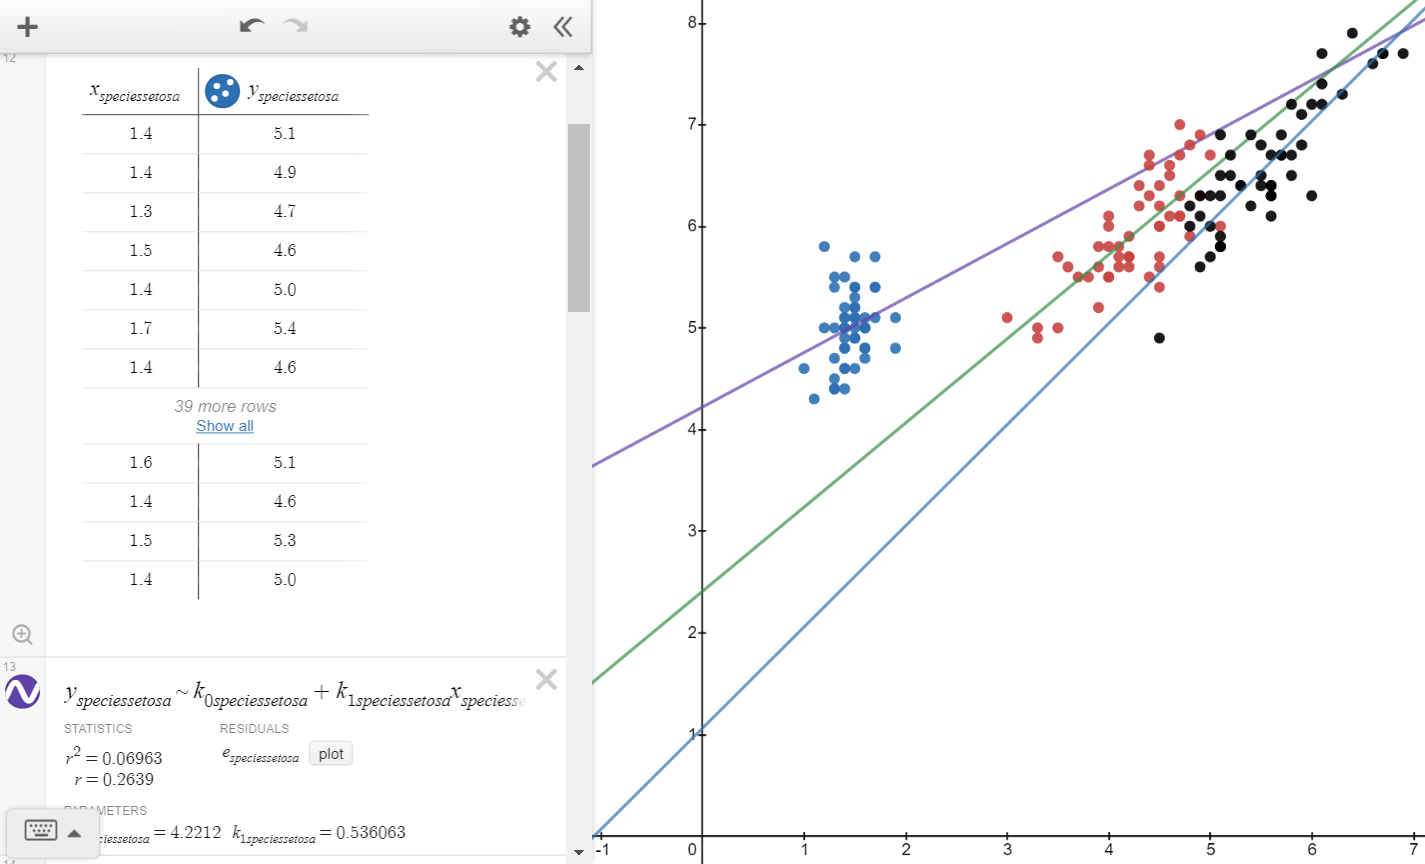 12
x_speciessetosa y_speciessetosa
1.4 5.1
1.4 4.9
1.3 4.7
1.5 4.6
1.4 5.0
1.7 5.4
1.4 4.6
39 more rows
Show all
1.6 5.1
1.4 4.6
1.5 5.3
1.4 5.0
13
y_speciessetosa ~ k_0speciessetosa + k_1speciessetosa x_speciesse
STATISTICS RESIDUALS
r² = 0.06963 e_speciessetosa plot
r = 0.2639
METERS
ciessetosa = 4.2212 k_1speciessetosa = 0.536063
8
7
6
5
4
3
2
1
-1 0 1 2 3 4 5 6 7